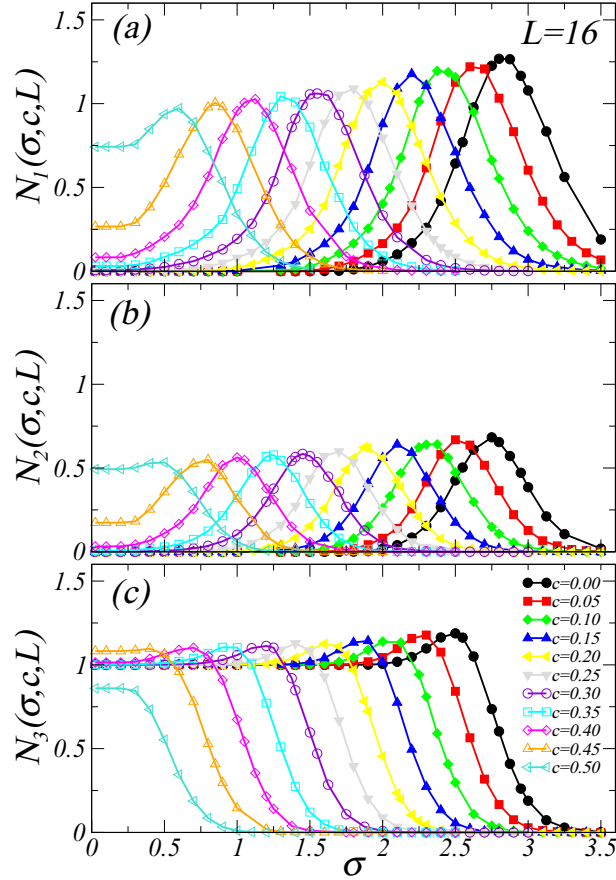 (a)
L=16
N1(σ,c,L)
1.5
1
0.5
0
(b)
N2(σ,c,L)
1.5
1
0.5
0
(c)
N3(σ,c,L)
1.5
1
0.5
0
c=0.00
c=0.05
c=0.10
c=0.15
c=0.20
c=0.25
c=0.30
c=0.35
c=0.40
c=0.45
c=0.50
0 0.5 1 1.5 2 2.5 3 3.5
σ